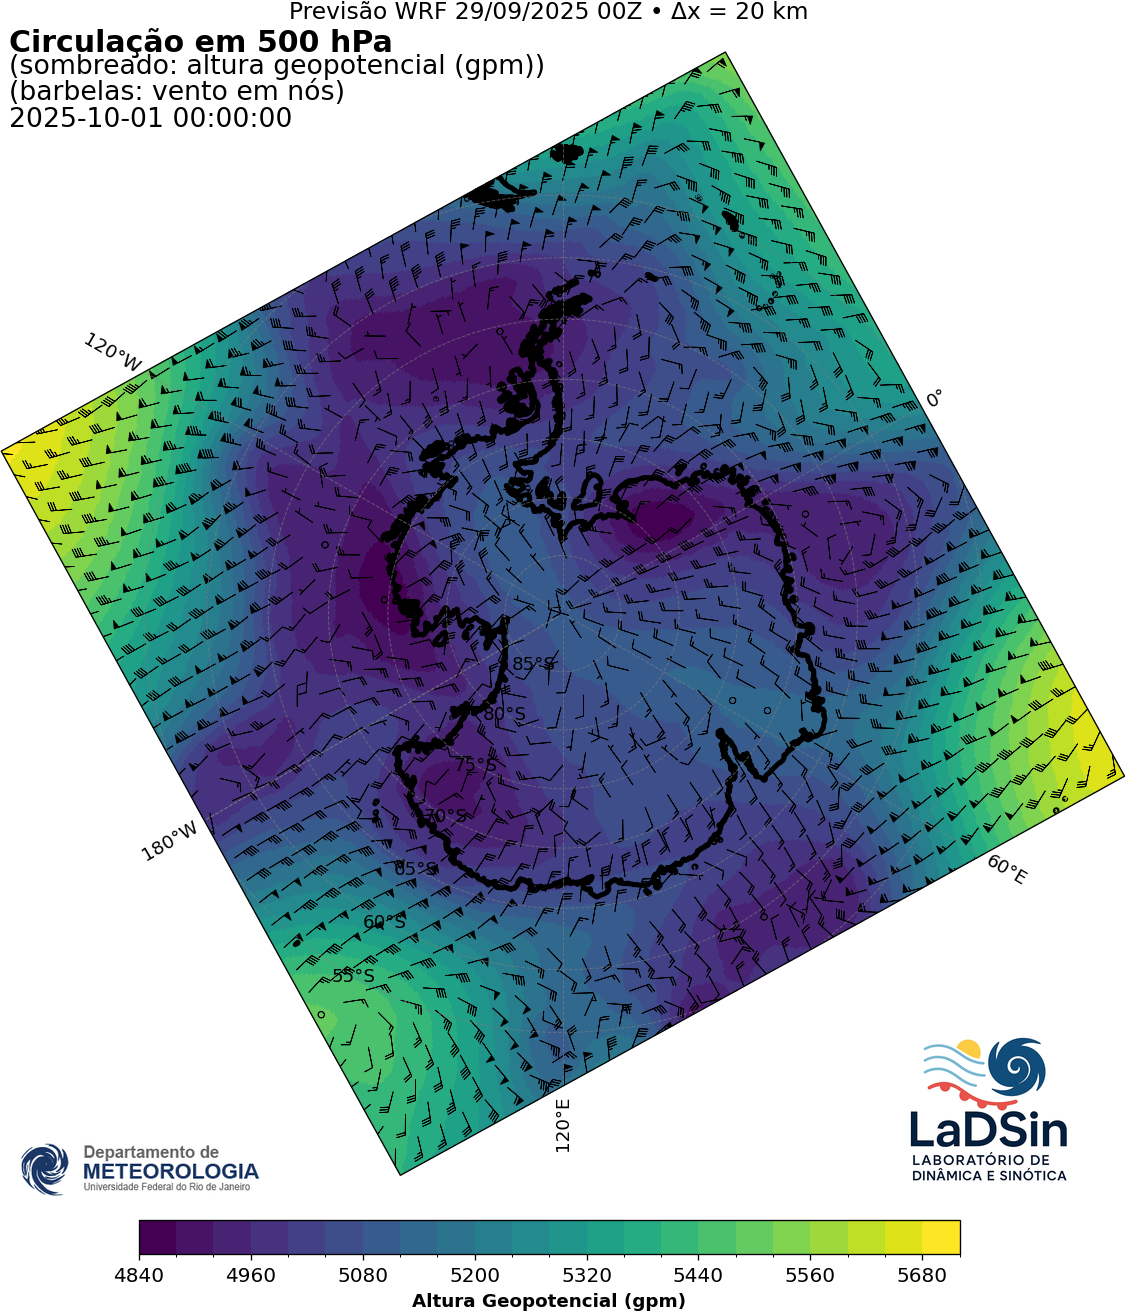 Previsão WRF 29/09/2025 00Z • Δx = 20 km
Circulação em 500 hPa
(sombreado: altura geopotencial (gpm))
(barbelas: vento em nós)
2025-10-01 00:00:00
120°W
0°
85°S
80°S
75°S
70°S
180°W
65°S
60°E
60°S
55°S
120°E
LaDSin
LABORATÓRIO DE
DINÂMICA E SINÓTICA
Departamento de
METEOROLOGIA
Universidade Federal do Rio de Janeiro
4840 4960 5080 5200 5320 5440 5560 5680
Altura Geopotencial (gpm)